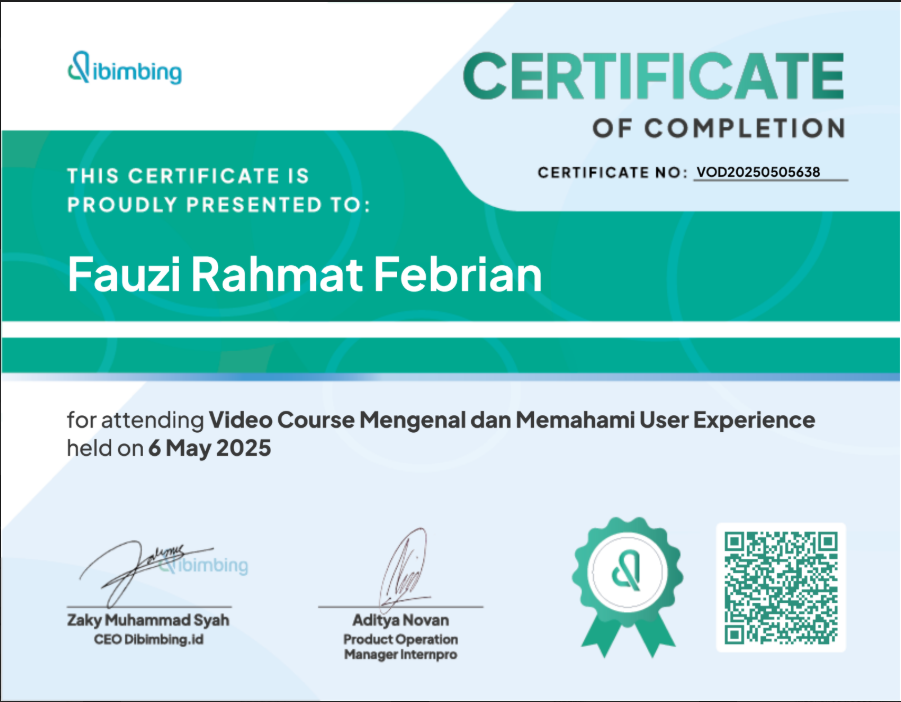 dibimbing
CERTIFICATE
OF COMPLETION
CERTIFICATE NO: VOD20250505638
THIS CERTIFICATE IS
PROUDLY PRESENTED TO:
Fauzi Rahmat Febrian
for attending Video Course Mengenal dan Memahami User Experience
held on 6 May 2025
dibimbing
Zaky Muhammad Syah
CEO Dibimbing.id
Aditya Novan
Product Operation
Manager Internpro